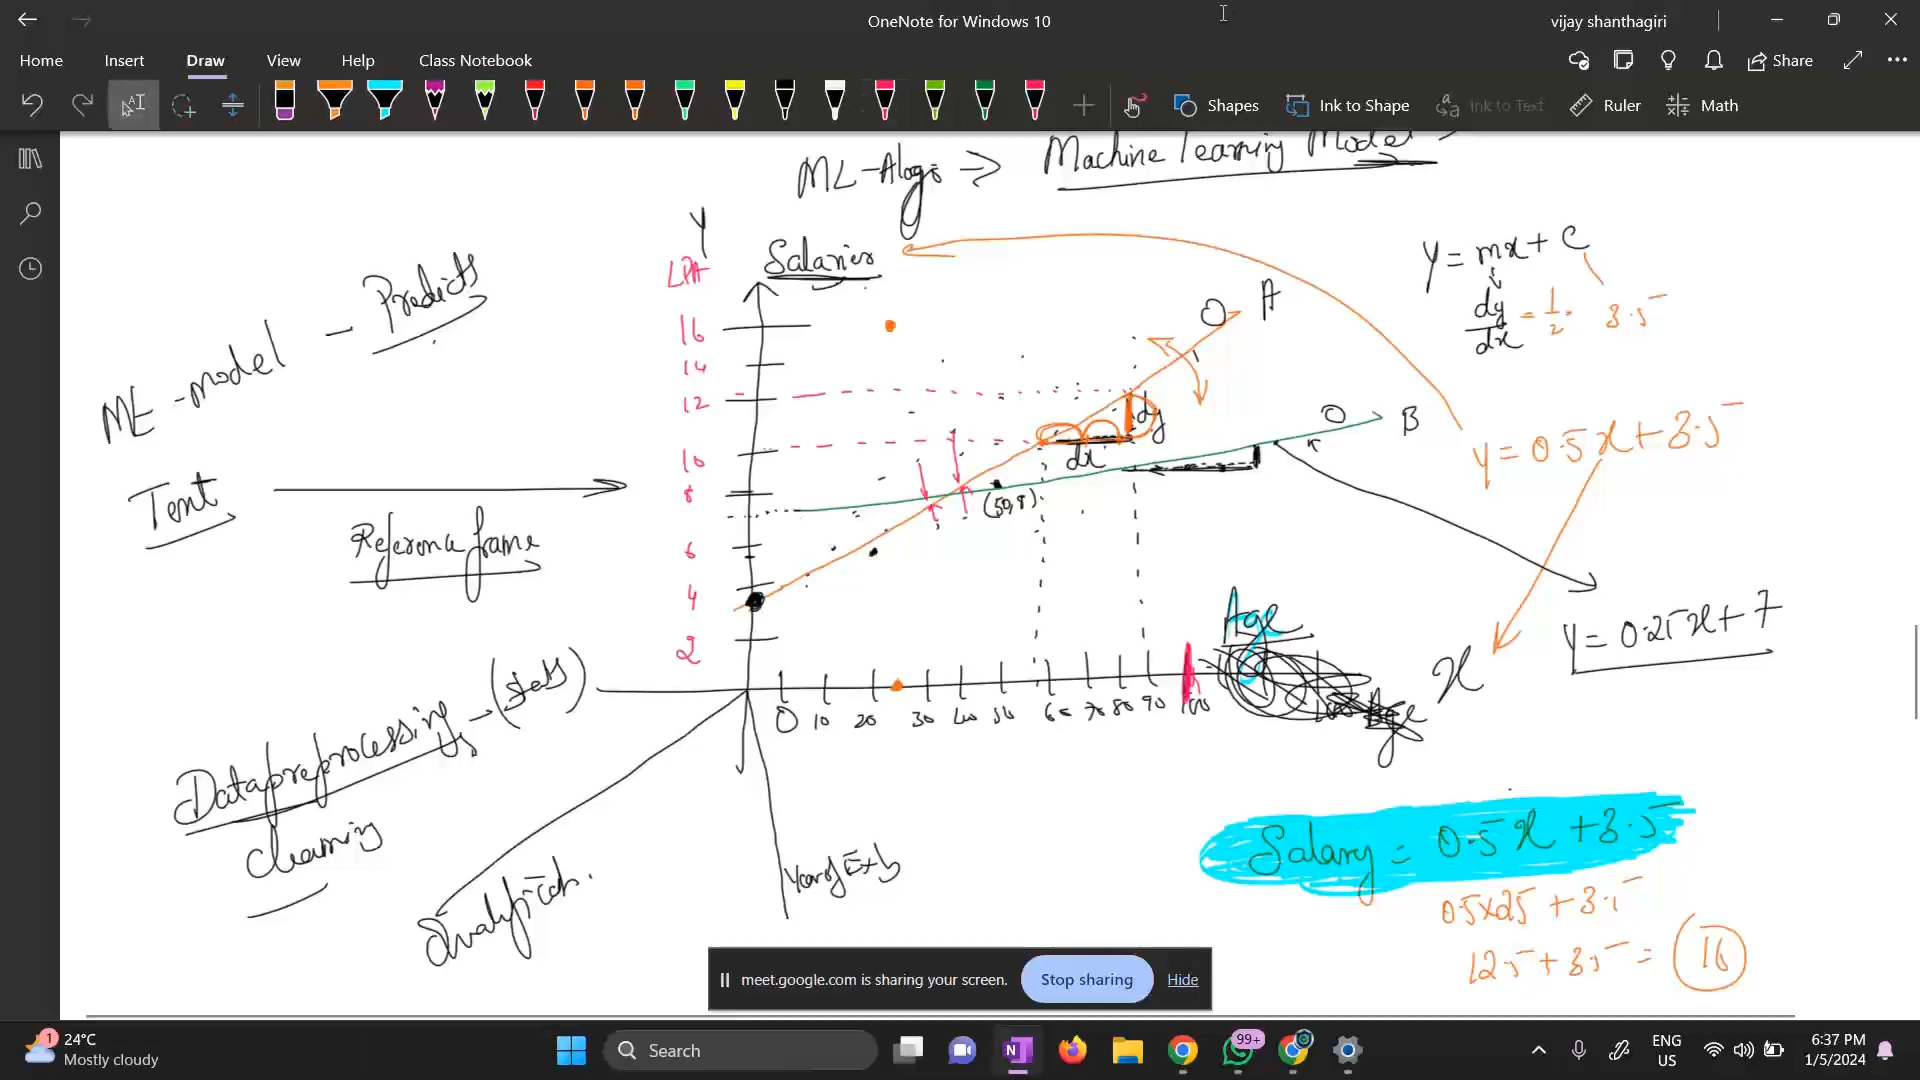 OneNote for Windows 10
vijay shanthagiri
Home
Insert
Draw
View
Help
Class Notebook
Share
Shapes
Ink to Shape
Ink to Text
Ruler
Math
ML-Alogs => Machine Learning Model
Y
LPA
Salaries
16
14
12
10
8
6
4
2
O A
O B
dy
dx
(50,8)
Y = mx + C
dy/dx = 1/2
3.5
y = 0.5x + 3.5
Y = 0.25x + 7
ML-model - Predicts
Text
Reference frame
Data preprocessing - (stats)
cleaning
0 10 20 30 40 50 60 70 80 90 100
Age
x
Age
Salary = 0.5x + 3.5
0.5x25 + 3.5
12.5 + 3.5 = 16
meet.google.com is sharing your screen.
Stop sharing
Hide
1
24°C
Mostly cloudy
Search
99+
ENG
US
6:37 PM
1/5/2024